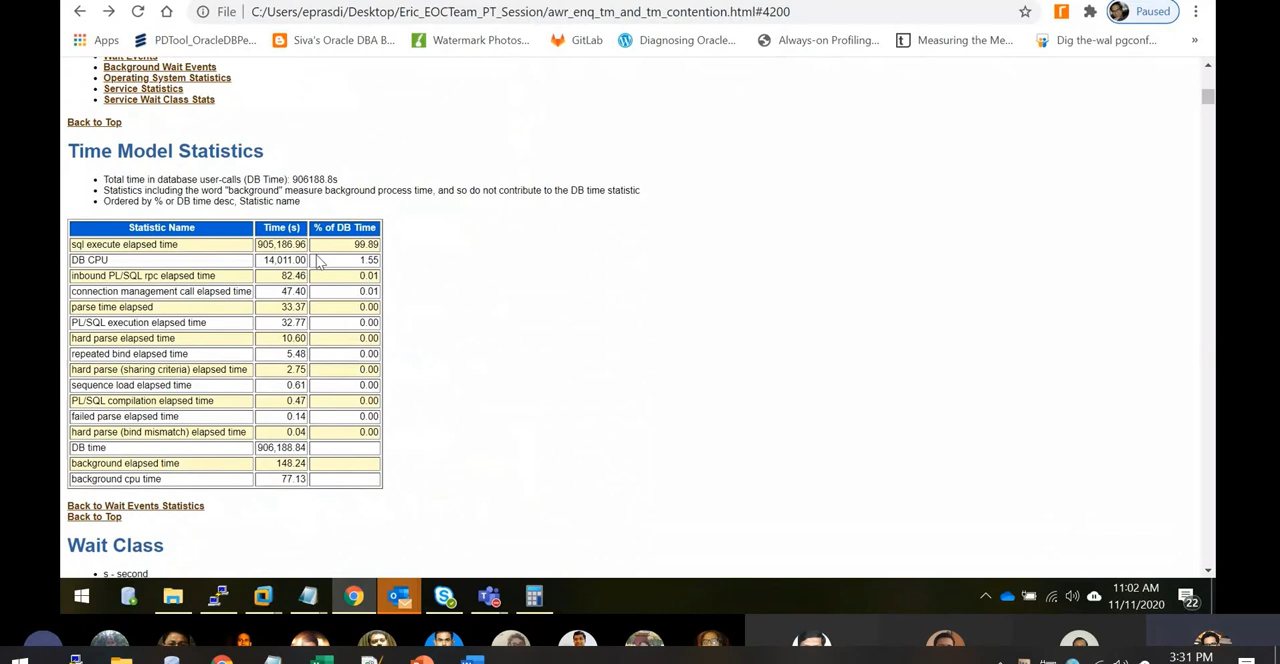 File
C:/Users/eprasdi/Desktop/Eric_EOCTeam_PT_Session/awr_enq_tm_and_tm_contention.html#4200
Paused
Apps
PDTool_OracleDBPe...
Siva's Oracle DBA B...
Watermark Photos...
GitLab
Diagnosing Oracle...
Always-on Profiling...
Measuring the Me...
Dig the-wal pgconf...
»
Wait Events
Background Wait Events
Operating System Statistics
Service Statistics
Service Wait Class Stats
Back to Top
Time Model Statistics
Total time in database user-calls (DB Time): 906188.8s
Statistics including the word "background" measure background process time, and so do not contribute to the DB time statistic
Ordered by % or DB time desc, Statistic name
Statistic Name Time (s) % of DB Time
sql execute elapsed time 905,186.96 99.89
DB CPU 14,011.00 1.55
inbound PL/SQL rpc elapsed time 82.46 0.01
connection management call elapsed time 47.40 0.01
parse time elapsed 33.37 0.00
PL/SQL execution elapsed time 32.77 0.00
hard parse elapsed time 10.60 0.00
repeated bind elapsed time 5.48 0.00
hard parse (sharing criteria) elapsed time 2.75 0.00
sequence load elapsed time 0.61 0.00
PL/SQL compilation elapsed time 0.47 0.00
failed parse elapsed time 0.14 0.00
hard parse (bind mismatch) elapsed time 0.04 0.00
DB time 906,188.84
background elapsed time 148.24
background cpu time 77.13
Back to Wait Events Statistics
Back to Top
Wait Class
s - second
11:02 AM
11/11/2020
22
3:31 PM